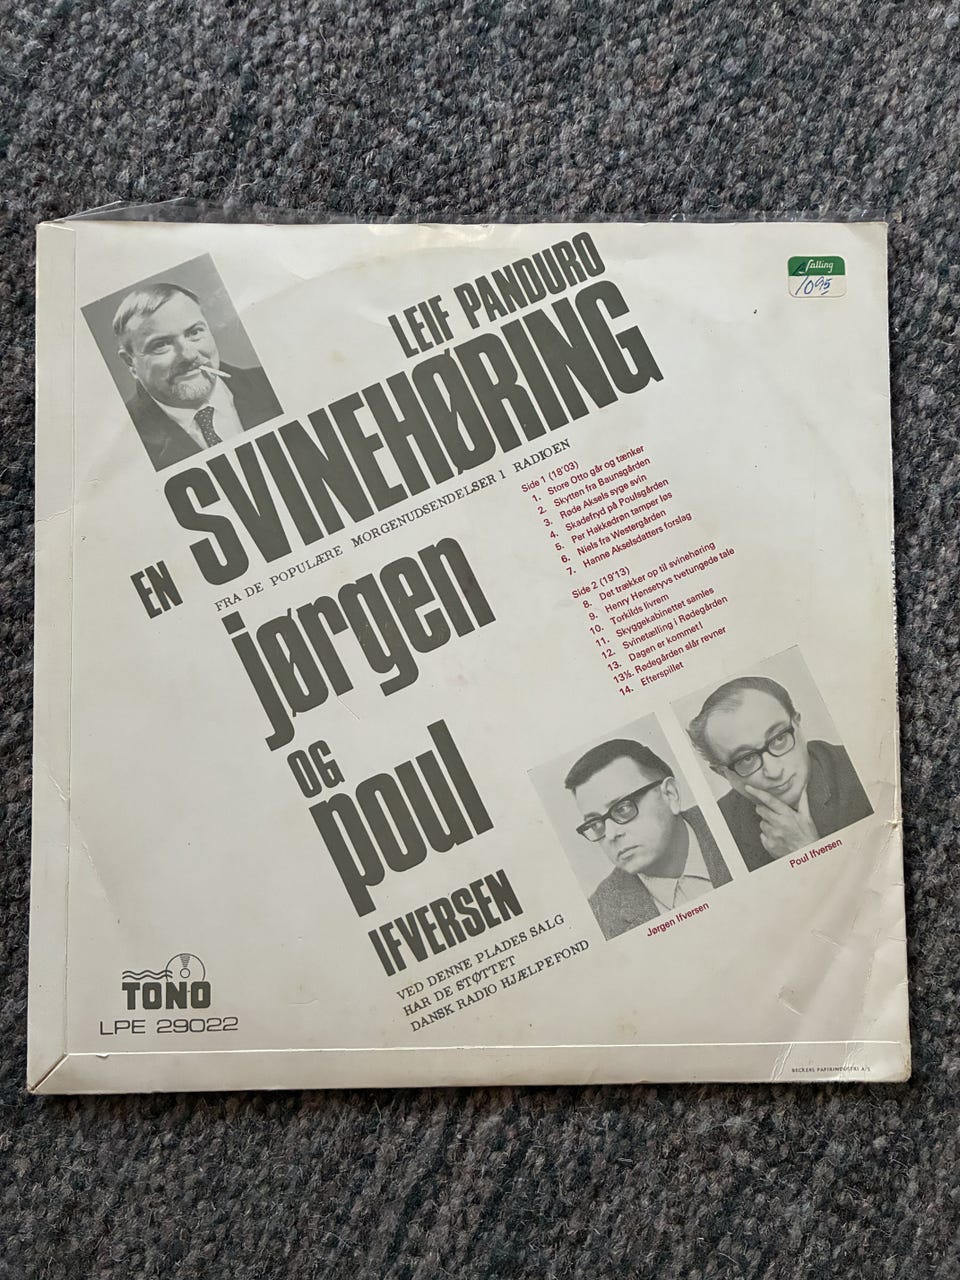 LEIF PANDURO
EN SVINEHØRING
FRA DE POPULÆRE MORGENUDSENDELSER I RADIOEN
jørgen
OG
poul
IFVERSEN
VED DENNE PLADES SALG
HAR DE STØTTET
DANSK RADIO HJÆLPEFOND
Salling
1095
Side 1 (18'03)
1. Store Otto går og tænker
2. Skytten fra Baunsgården
3. Røde Aksels syge svin
4. Skadefryd på Poulsgården
5. Per Hakkedrøn tamper løs
6. Niels fra Westergården
7. Hanne Akselsdatters forslag
Side 2 (19'13)
8. Det trækker op til svinehøring
9. Henry Hønsetyvs tvetungede tale
10. Torkilds livrem
11. Skyggekabinettet samles
12. Svinetælling i Rødegården
13. Dagen er kommet!
13½. Rødegården slår revner
14. Efterspillet
Jørgen Ifversen
Poul Ifversen
TONO
LPE 29022
BECKERS PAPIRINDUSTRI A/S